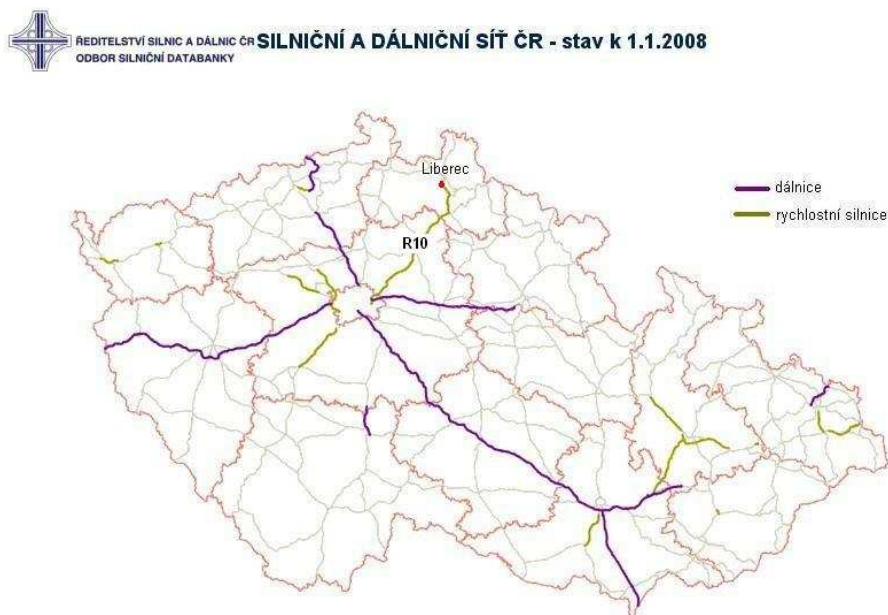 ŘEDITELSTVÍ SILNIC A DÁLNIC ČR
ODBOR SILNIČNÍ DATABANKY
SILNIČNÍ A DÁLNIČNÍ SÍŤ ČR - stav k 1.1.2008
Liberec
dálnice
rychlostní silnice
R10